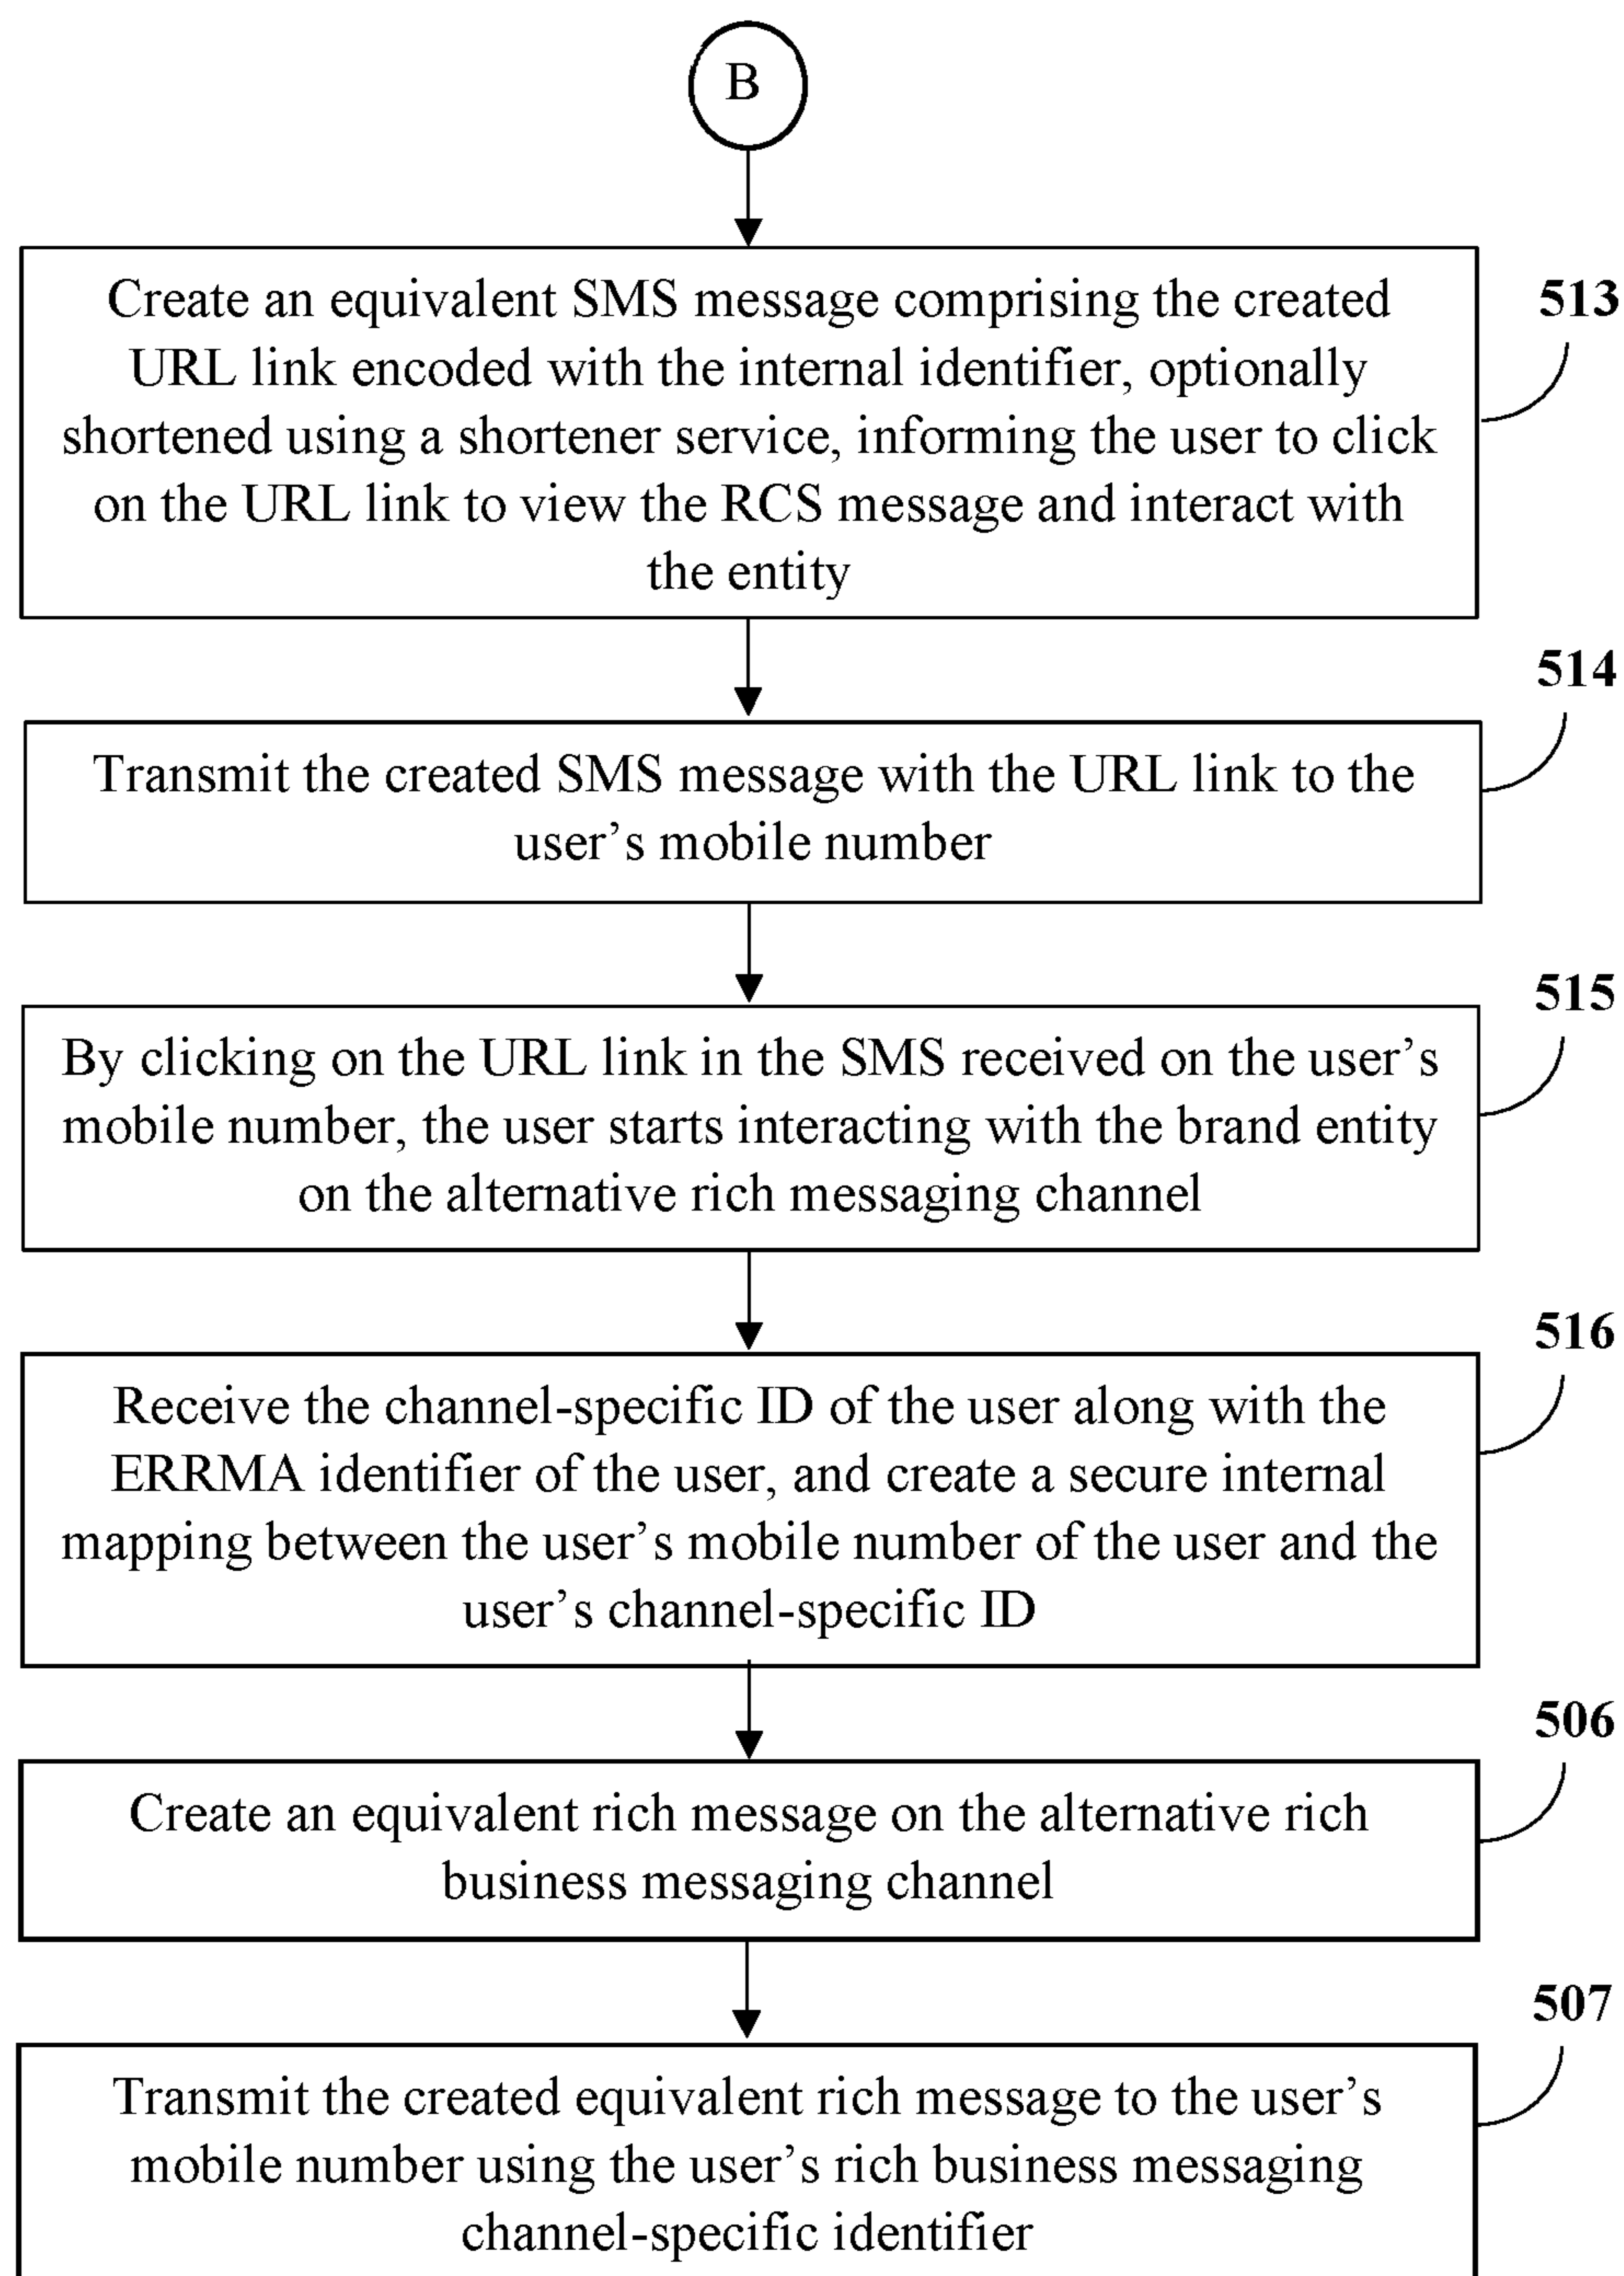 B
Create an equivalent SMS message comprising the created
URL link encoded with the internal identifier, optionally
shortened using a shortener service, informing the user to click
on the URL link to view the RCS message and interact with
the entity
513
Transmit the created SMS message with the URL link to the
user’s mobile number
514
By clicking on the URL link in the SMS received on the user’s
mobile number, the user starts interacting with the brand entity
on the alternative rich messaging channel
515
Receive the channel-specific ID of the user along with the
ERRMA identifier of the user, and create a secure internal
mapping between the user’s mobile number of the user and the
user’s channel-specific ID
516
Create an equivalent rich message on the alternative rich
business messaging channel
506
Transmit the created equivalent rich message to the user’s
mobile number using the user’s rich business messaging
channel-specific identifier
507